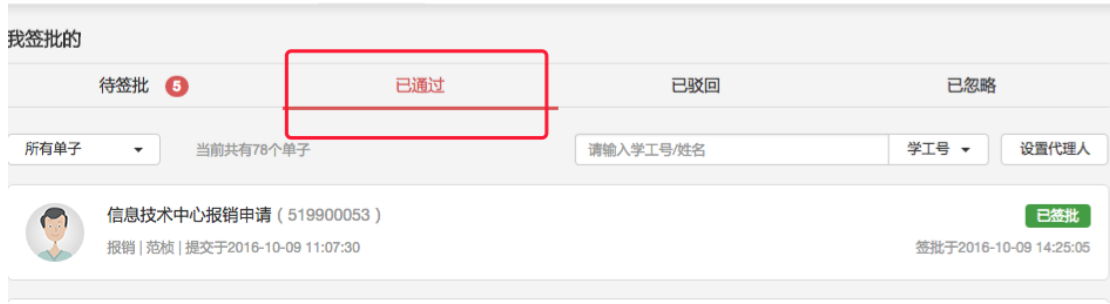 我签批的
待签批 5 已通过 已驳回 已忽略
所有单子 当前共有78个单子 请输入学工号/姓名 学工号 设置代理人
信息技术中心报销申请 ( 519900053 ) 已签批
报销 | 范桢 | 提交于2016-10-09 11:07:30 签批于2016-10-09 14:25:05